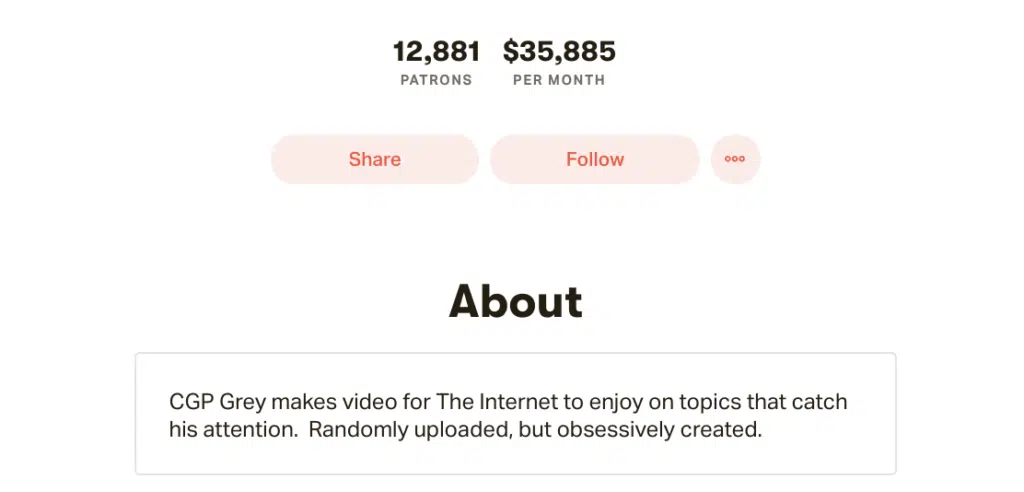 12,881 $35,885
PATRONS PER MONTH
Share Follow
About
CGP Grey makes video for The Internet to enjoy on topics that catch
his attention.  Randomly uploaded, but obsessively created.